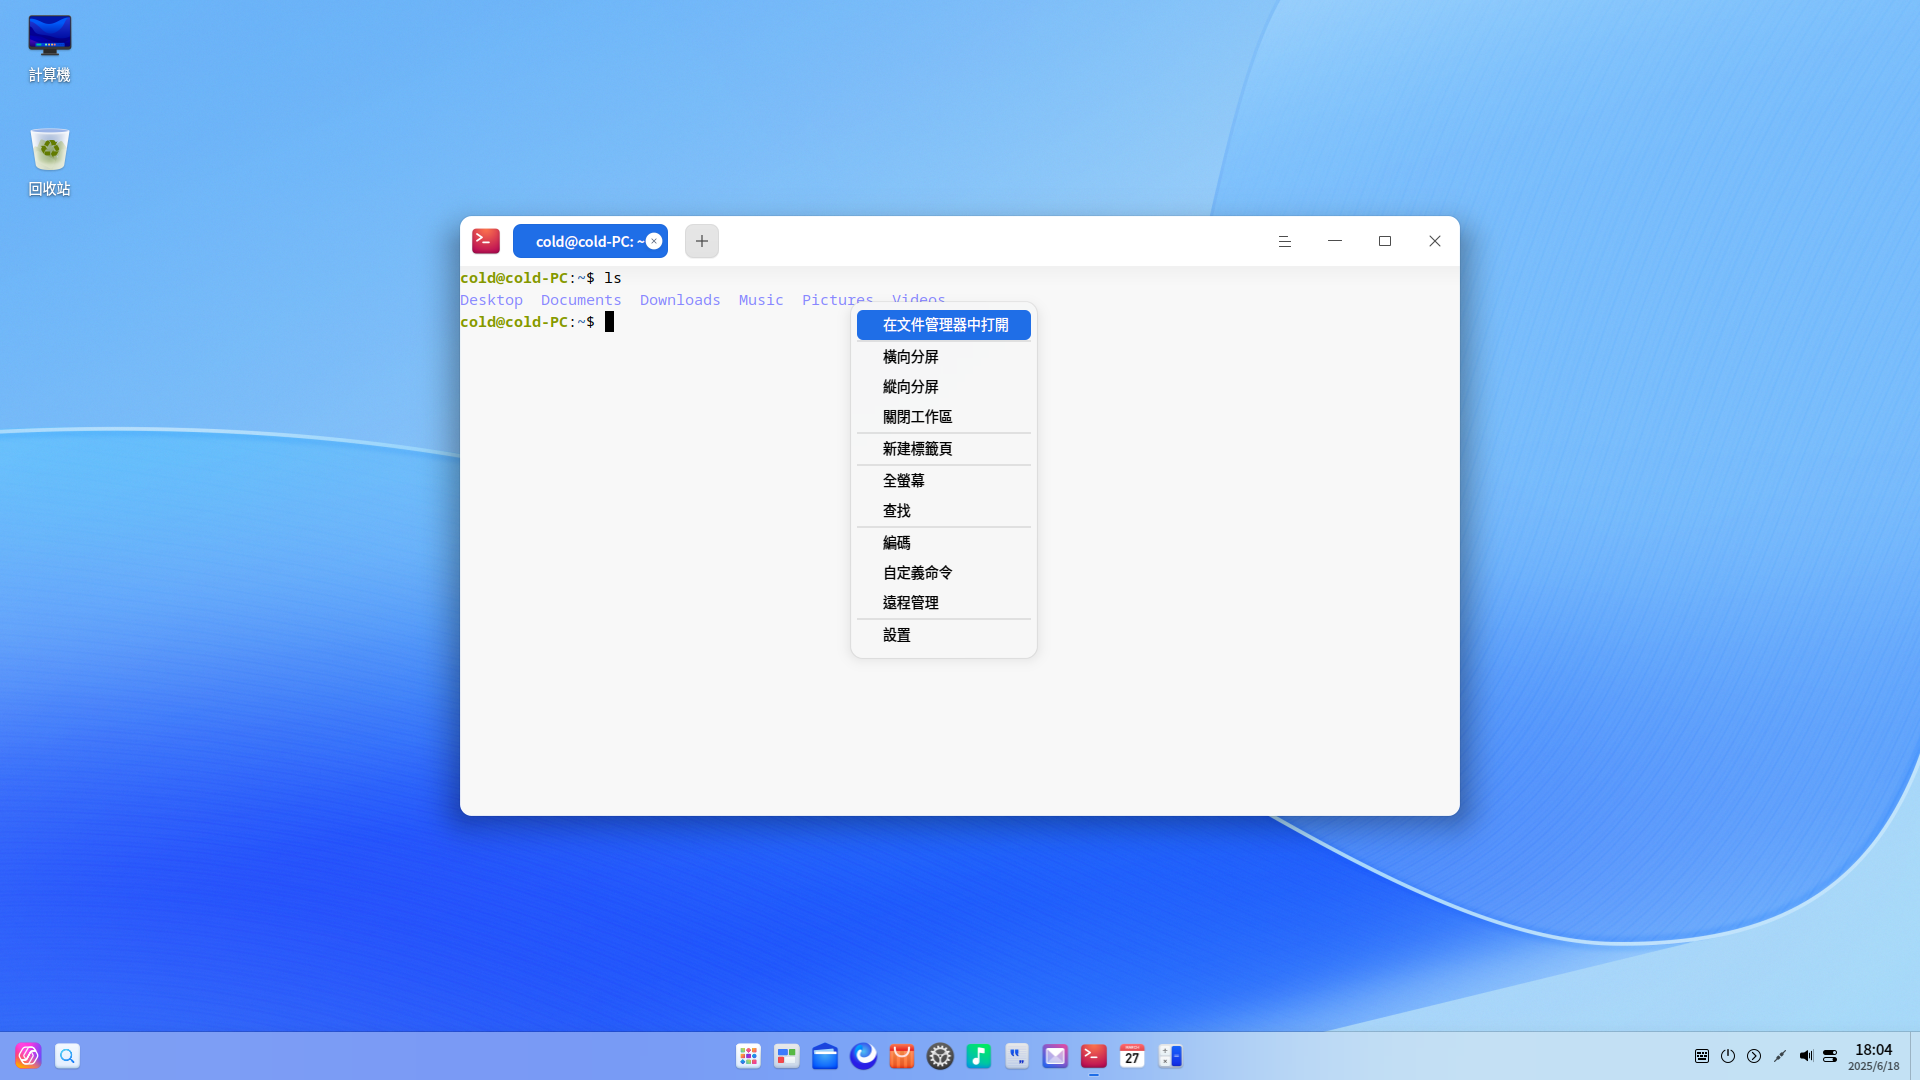 計算機
回收站
cold@cold-PC: ~
cold@cold-PC:~$ ls
Desktop Documents Downloads Music Pictures Videos
cold@cold-PC:~$
在文件管理器中打開
橫向分屏
縱向分屏
關閉工作區
新建標籤頁
全螢幕
查找
編碼
自定義命令
遠程管理
設置
MARCH
27
18:04
2025/6/18